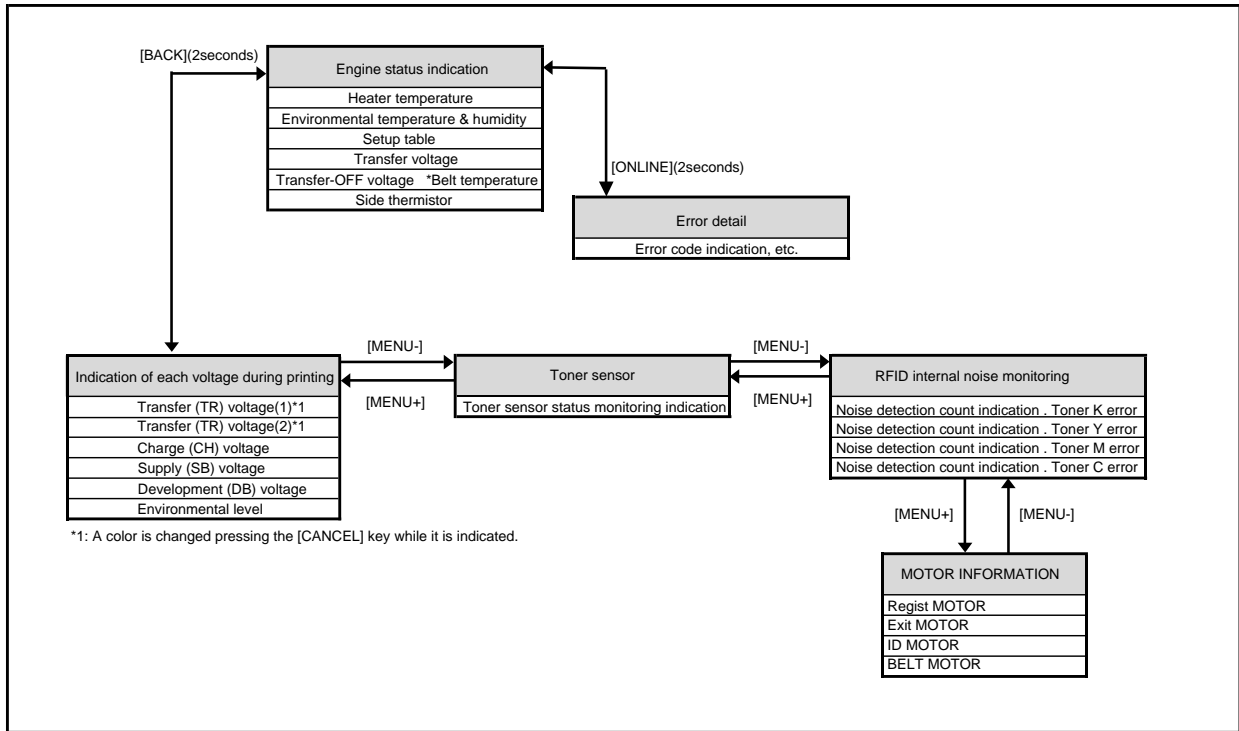 [BACK](2seconds)
Engine status indication
Heater temperature
Environmental temperature & humidity
Setup table
Transfer voltage
Transfer-OFF voltage *Belt temperature
Side thermistor
[ONLINE](2seconds)
Error detail
Error code indication, etc.
Indication of each voltage during printing
Transfer (TR) voltage(1)*1
Transfer (TR) voltage(2)*1
Charge (CH) voltage
Supply (SB) voltage
Development (DB) voltage
Environmental level
*1: A color is changed pressing the [CANCEL] key while it is indicated.
[MENU-]
[MENU+]
Toner sensor
Toner sensor status monitoring indication
[MENU-]
[MENU+]
RFID internal noise monitoring
Noise detection count indication . Toner K error
Noise detection count indication . Toner Y error
Noise detection count indication . Toner M error
Noise detection count indication . Toner C error
[MENU+]
[MENU-]
MOTOR INFORMATION
Regist MOTOR
Exit MOTOR
ID MOTOR
BELT MOTOR